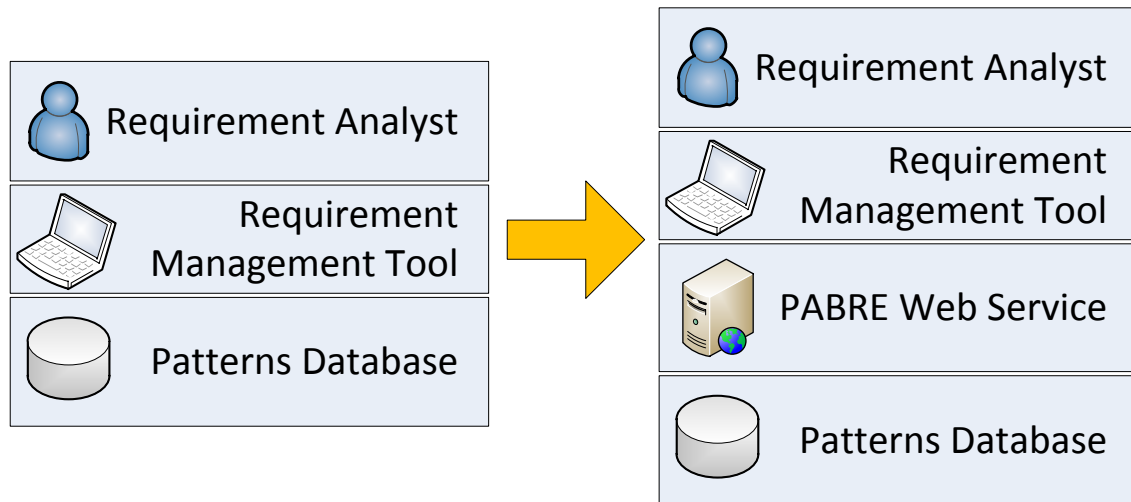 Requirement Analyst
Requirement
Management Tool
Patterns Database
Requirement Analyst
Requirement
Management Tool
PABRE Web Service
Patterns Database